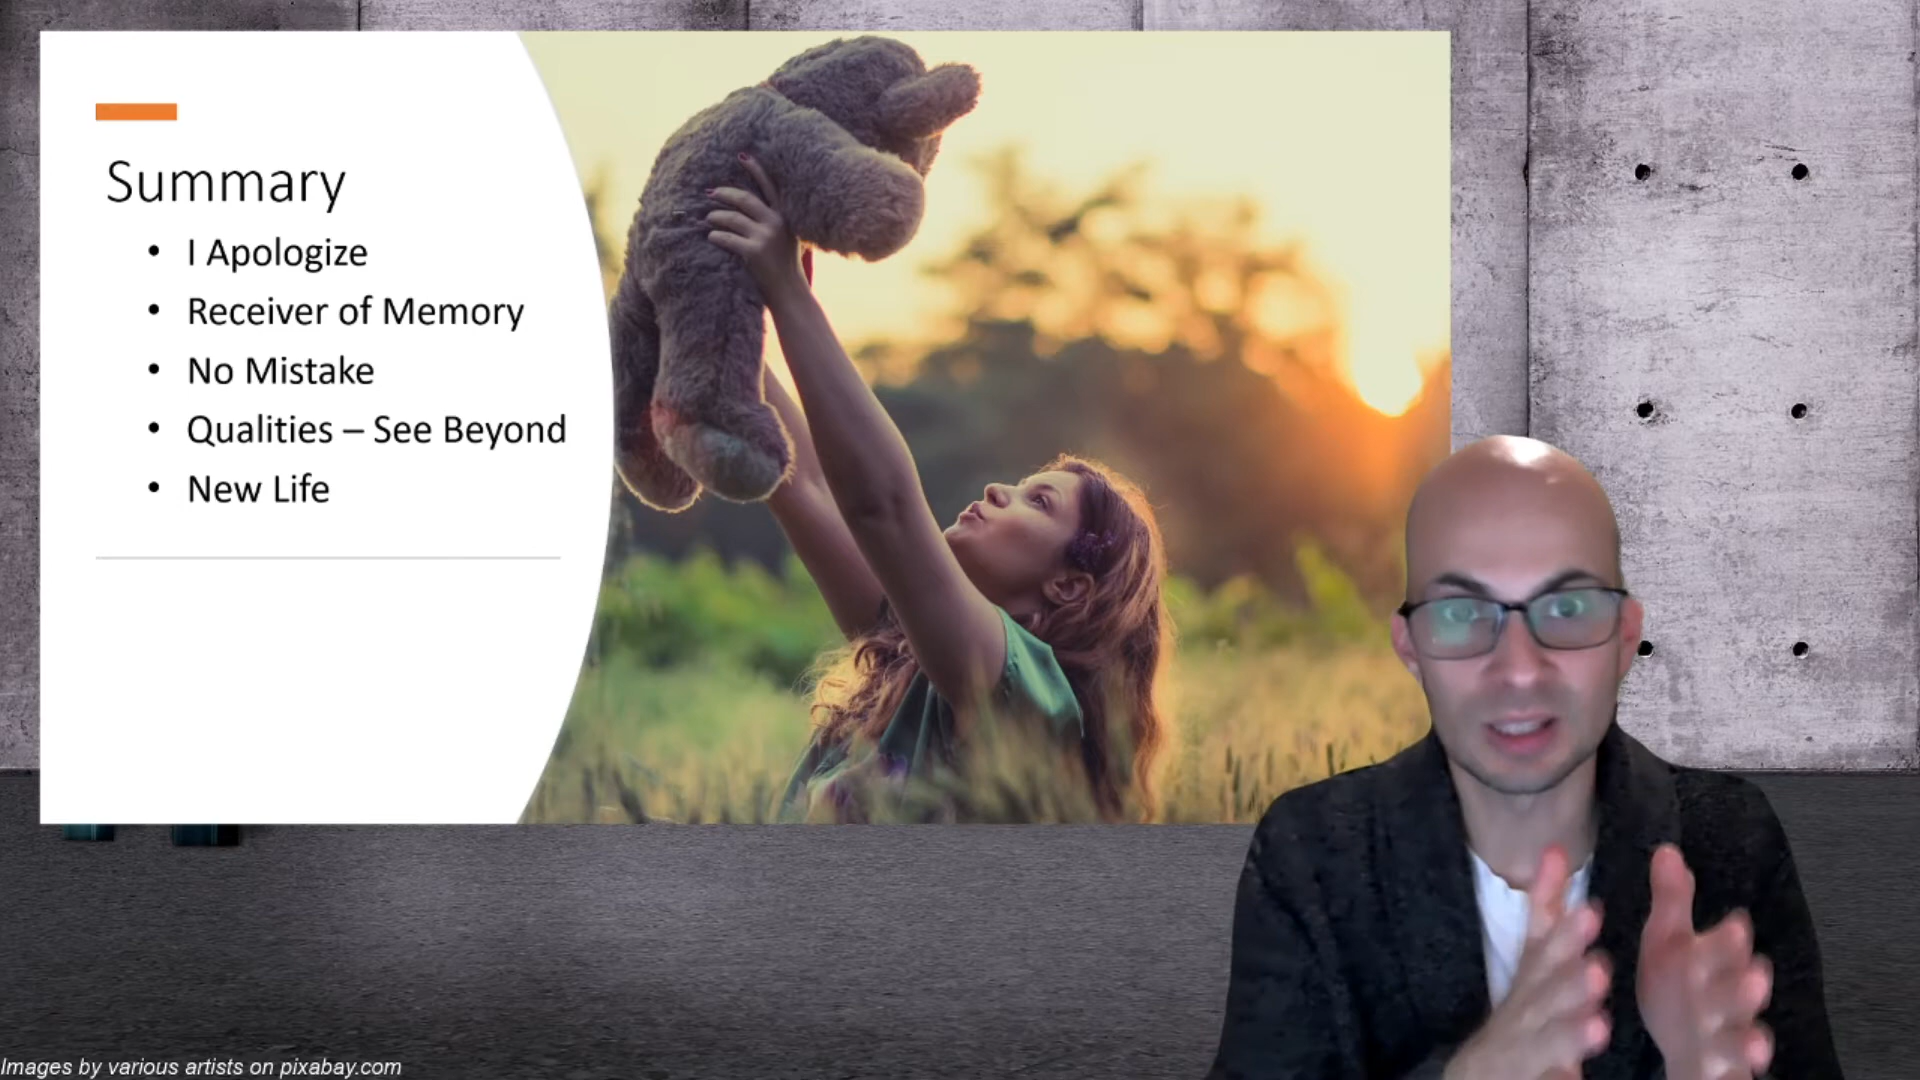 Summary
• I Apologize
• Receiver of Memory
• No Mistake
• Qualities – See Beyond
• New Life
Images by various artists on pixabay.com